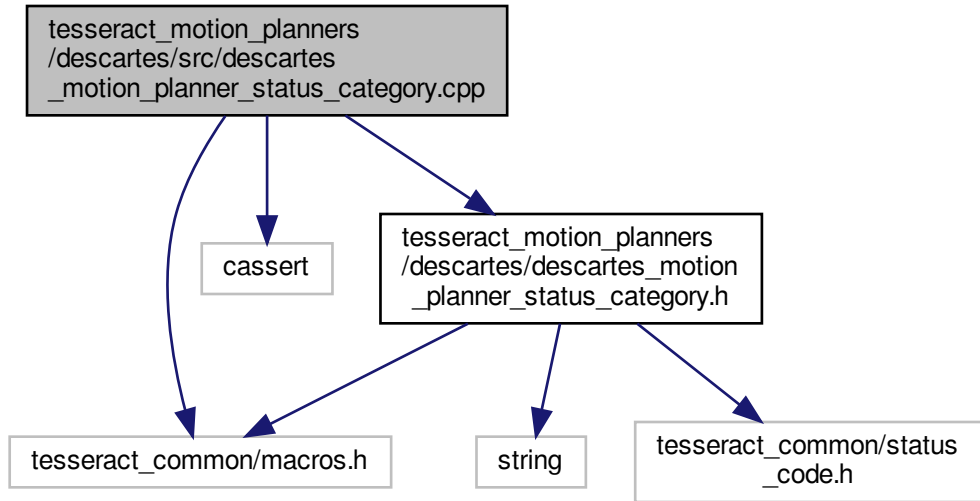 tesseract_motion_planners
/descartes/src/descartes
_motion_planner_status_category.cpp
cassert
tesseract_motion_planners
/descartes/descartes_motion
_planner_status_category.h
tesseract_common/macros.h
string
tesseract_common/status
_code.h